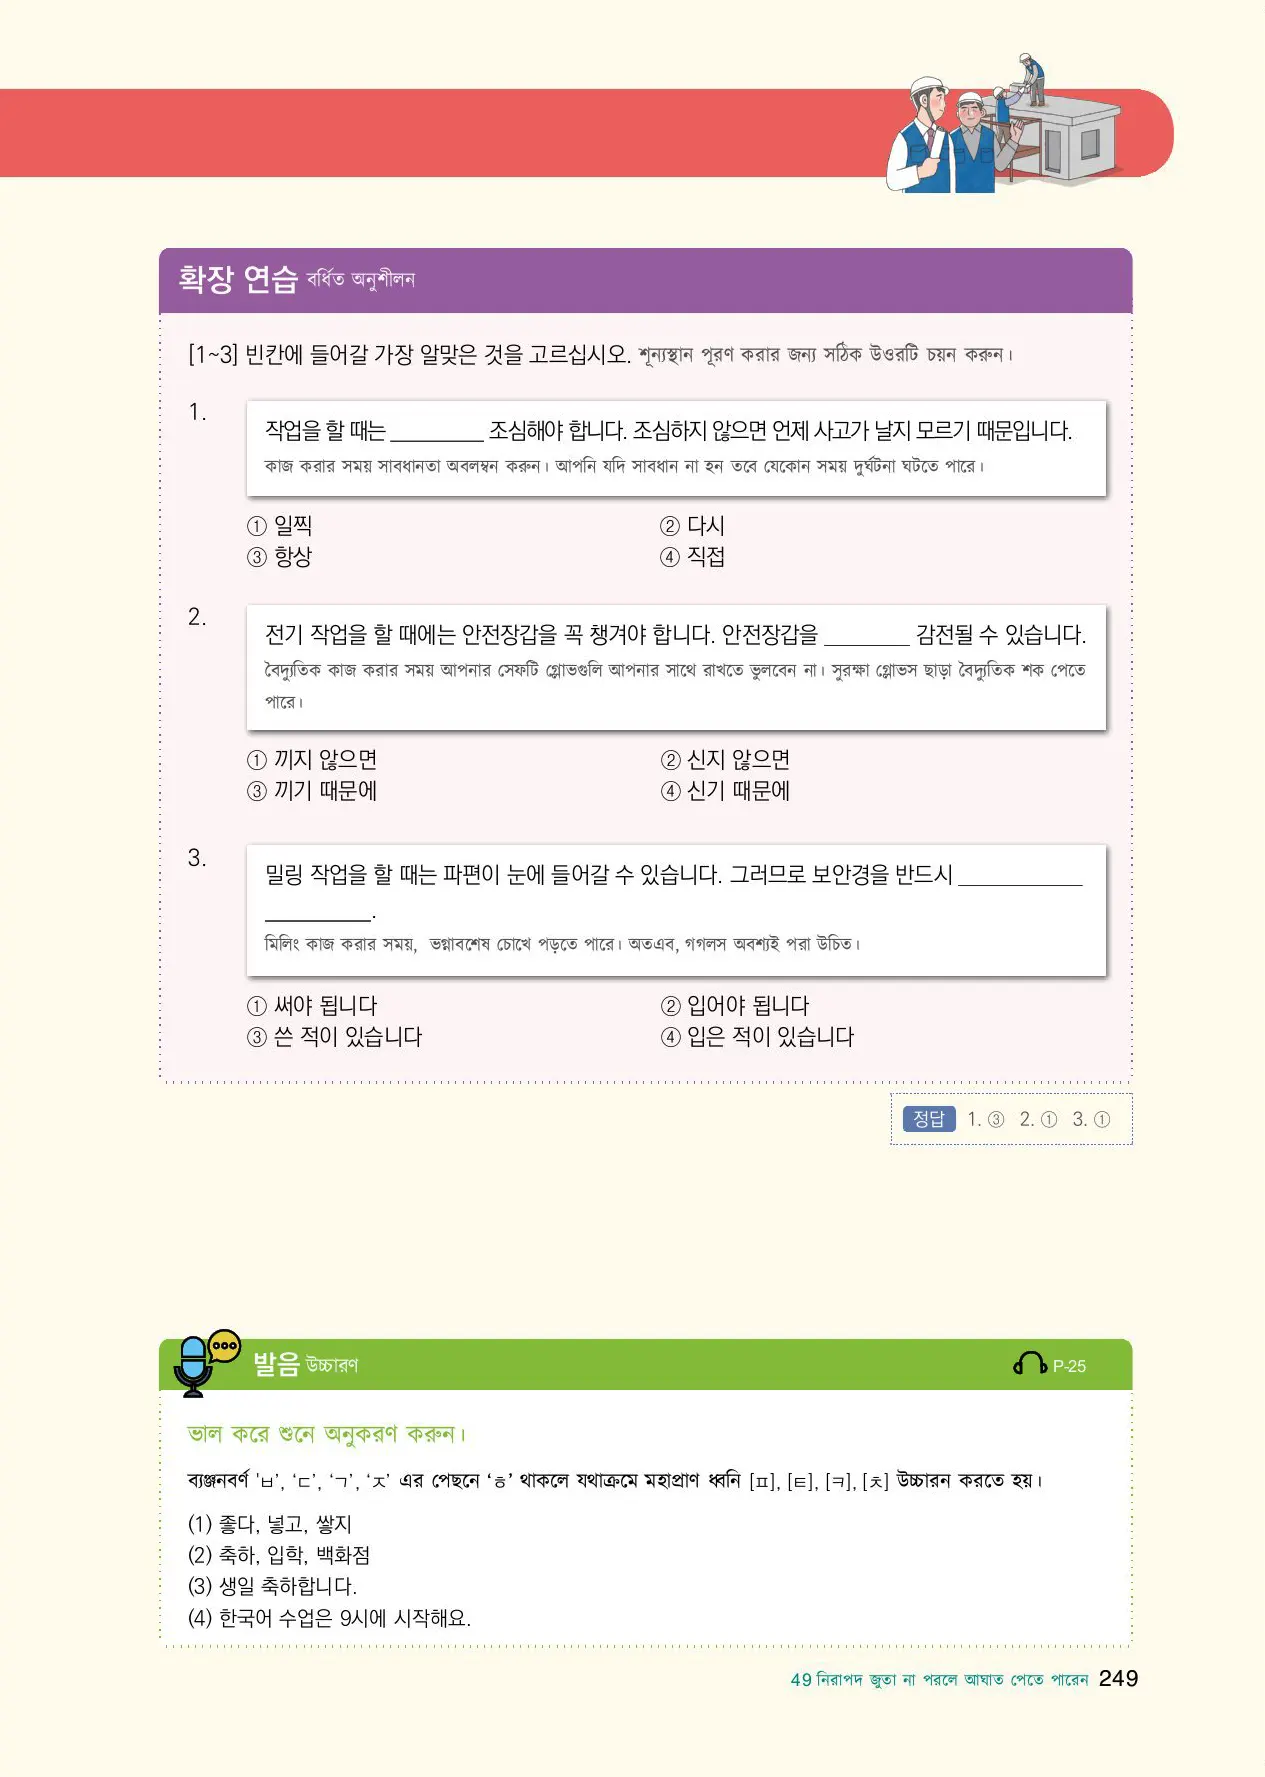 확장 연습 বর্ধিত অনুশীলন
[1~3] 빈칸에 들어갈 가장 알맞은 것을 고르십시오. শূন্যস্থান পূরণ করার জন্য সঠিক উওরটি চয়ন করুন।
1.
작업을 할 때는 ________ 조심해야 합니다. 조심하지 않으면 언제 사고가 날지 모르기 때문입니다.
কাজ করার সময় সাবধানতা অবলম্বন করুন। আপনি যদি সাবধান না হন তবে যেকোন সময় দুর্ঘটনা ঘটতে পারে।
① 일찍 ② 다시
③ 항상 ④ 직접
2.
전기 작업을 할 때에는 안전장갑을 꼭 챙겨야 합니다. 안전장갑을 ________ 감전될 수 있습니다.
বৈদ্যুতিক কাজ করার সময় আপনার সেফটি গ্লোভগুলি আপনার সাথে রাখতে ভুলবেন না। সুরক্ষা গ্লোভস ছাড়া বৈদ্যুতিক শক পেতে
পারে।
① 끼지 않으면 ② 신지 않으면
③ 끼기 때문에 ④ 신기 때문에
3.
밀링 작업을 할 때는 파편이 눈에 들어갈 수 있습니다. 그러므로 보안경을 반드시 ___________
_________.
মিলিং কাজ করার সময়, ভগ্নাবশেষ চোখে পড়তে পারে। অতএব, গগলস অবশ্যই পরা উচিত।
① 써야 됩니다 ② 입어야 됩니다
③ 쓴 적이 있습니다 ④ 입은 적이 있습니다
정답 1. ③ 2. ① 3. ①
발음 উচ্চারণ P-25
ভাল করে শুনে অনুকরণ করুন।
ব্যঞ্জনবর্ণ 'ㅂ', 'ㄷ', 'ㄱ', 'ㅈ' এর পেছনে 'ㅎ' থাকলে যথাক্রমে মহাপ্রাণ ধ্বনি [ㅍ], [ㅌ], [ㅋ], [ㅊ] উচ্চারন করতে হয়।
(1) 좋다, 넣고, 쌓지
(2) 축하, 입학, 백화점
(3) 생일 축하합니다.
(4) 한국어 수업은 9시에 시작해요.
49 নিরাপদ জুতা না পরলে আঘাত পেতে পারেন 249